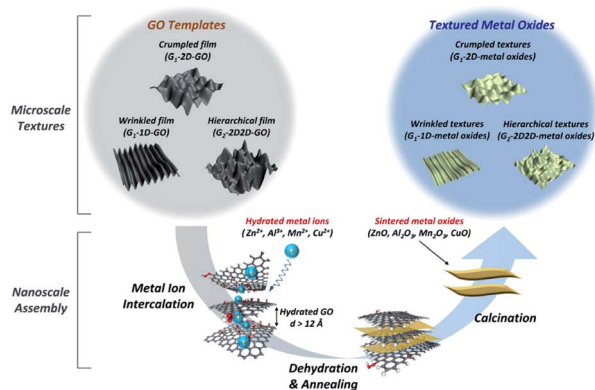 GO Templates
Crumpled film
(G₁-2D-GO)
Wrinkled film
(G₁-1D-GO)
Hierarchical film
(G₂-2D2D-GO)
Textured Metal Oxides
Crumpled textures
(G₁-2D-metal oxides)
Wrinkled textures
(G₁-1D-metal oxides)
Hierarchical textures
(G₂-2D2D-metal oxides)
Microscale
Textures
Hydrated metal ions
(Zn²⁺, Al³⁺, Mn²⁺, Cu²⁺)
Sintered metal oxides
(ZnO, Al₂O₃, Mn₂O₃, CuO)
Nanoscale
Assembly
Metal Ion
Intercalation
Hydrated GO
d > 12 Å
Calcination
Dehydration
& Annealing